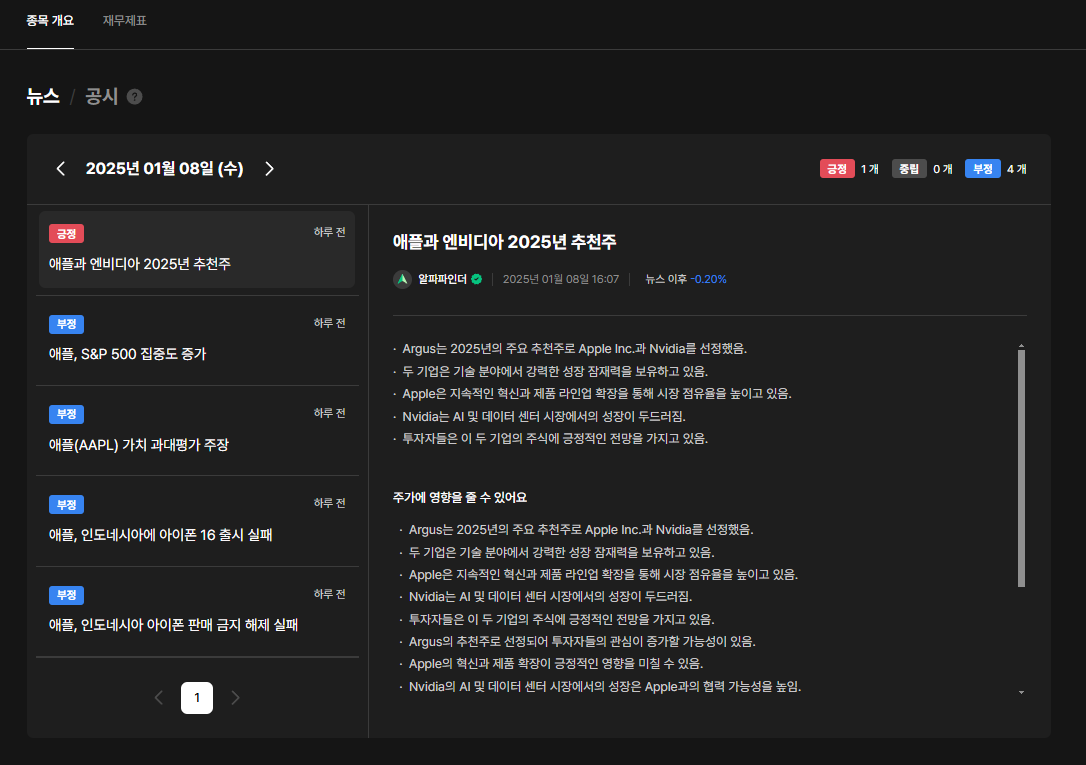 종목 개요 재무제표
뉴스 / 공시 ?
2025년 01월 08일 (수)
긍정 1 개 중립 0 개 부정 4 개
긍정 하루 전
애플과 엔비디아 2025년 추천주
부정 하루 전
애플, S&P 500 집중도 증가
부정 하루 전
애플(AAPL) 가치 과대평가 주장
부정 하루 전
애플, 인도네시아에 아이폰 16 출시 실패
부정 하루 전
애플, 인도네시아 아이폰 판매 금지 해제 실패
1
애플과 엔비디아 2025년 추천주
알파파인더 2025년 01월 08일 16:07 뉴스 이후 -0.20%
· Argus는 2025년의 주요 추천주로 Apple Inc.과 Nvidia를 선정했음.
· 두 기업은 기술 분야에서 강력한 성장 잠재력을 보유하고 있음.
· Apple은 지속적인 혁신과 제품 라인업 확장을 통해 시장 점유율을 높이고 있음.
· Nvidia는 AI 및 데이터 센터 시장에서의 성장이 두드러짐.
· 투자자들은 이 두 기업의 주식에 긍정적인 전망을 가지고 있음.
주가에 영향을 줄 수 있어요
· Argus는 2025년의 주요 추천주로 Apple Inc.과 Nvidia를 선정했음.
· 두 기업은 기술 분야에서 강력한 성장 잠재력을 보유하고 있음.
· Apple은 지속적인 혁신과 제품 라인업 확장을 통해 시장 점유율을 높이고 있음.
· Nvidia는 AI 및 데이터 센터 시장에서의 성장이 두드러짐.
· 투자자들은 이 두 기업의 주식에 긍정적인 전망을 가지고 있음.
· Argus의 추천주로 선정되어 투자자들의 관심이 증가할 가능성이 있음.
· Apple의 혁신과 제품 확장이 긍정적인 영향을 미칠 수 있음.
· Nvidia의 AI 및 데이터 센터 시장에서의 성장은 Apple과의 협력 가능성을 높임.